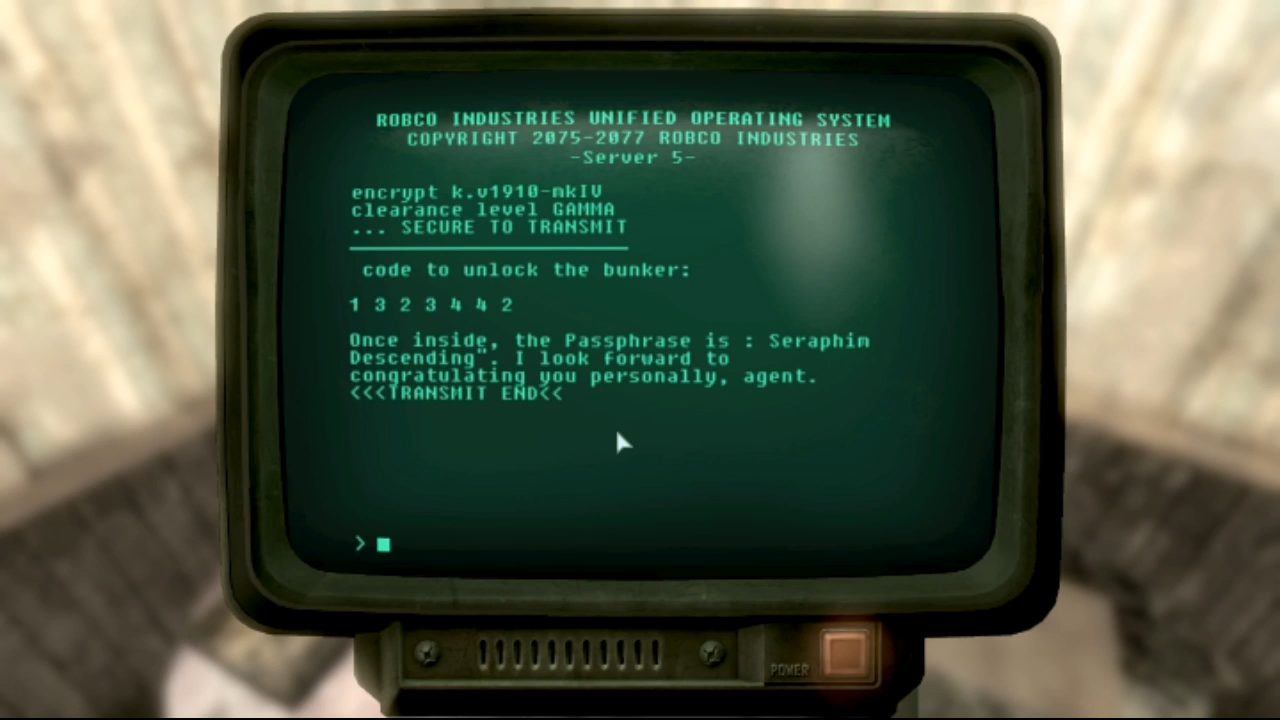 ROBCO INDUSTRIES UNIFIED OPERATING SYSTEM
COPYRIGHT 2075-2077 ROBCO INDUSTRIES
-Server 5-
encrypt k.v1910-mkIV
clearance level GAMMA
... SECURE TO TRANSMIT
code to unlock the bunker:
1 3 2 3 4 4 2
Once inside, the Passphrase is : Seraphim
Descending". I look forward to
congratulating you personally, agent.
<<<TRANSMIT END<<
>
POWER